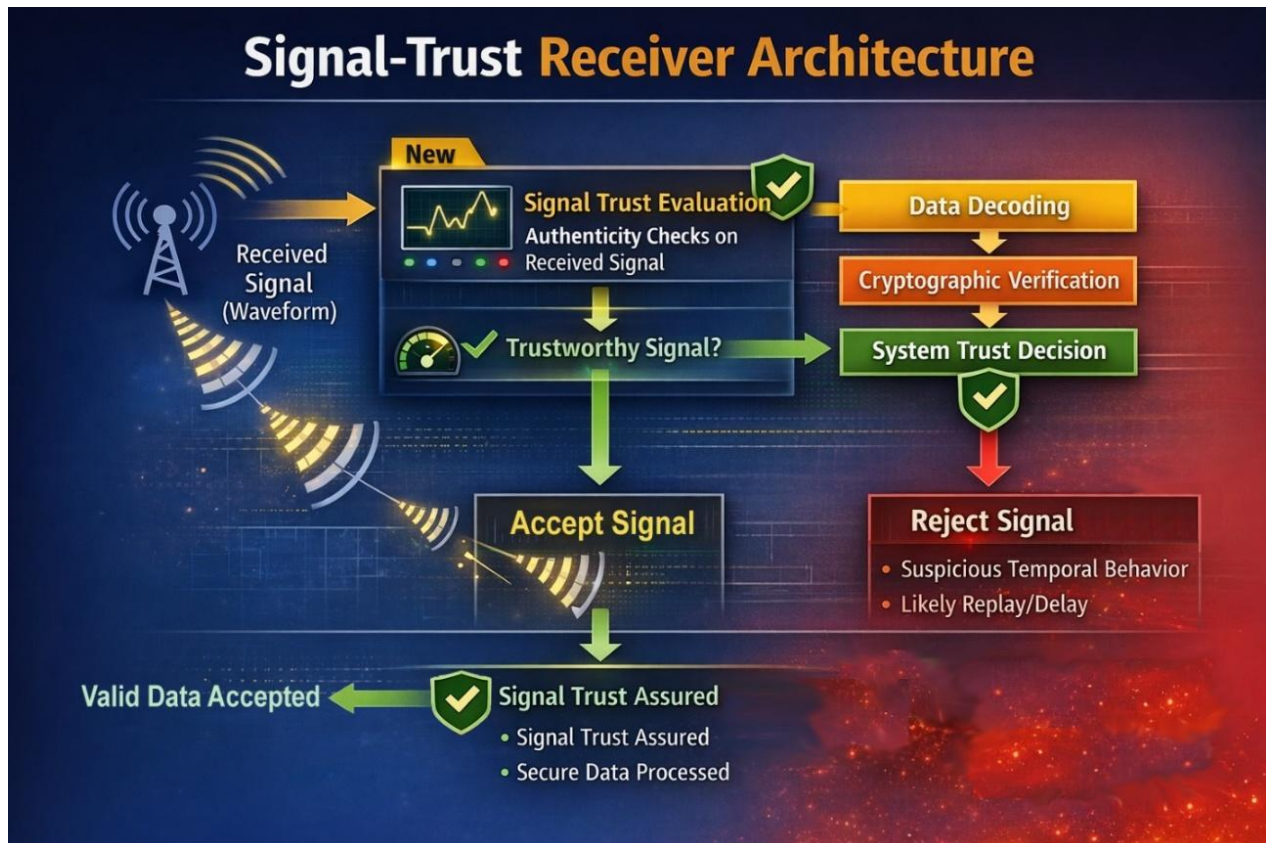 Signal-Trust Receiver Architecture
New
Received
Signal
(Waveform)
Signal Trust Evaluation
Authenticity Checks on
Received Signal
Trustworthy Signal?
Data Decoding
Cryptographic Verification
System Trust Decision
Accept Signal
Reject Signal
• Suspicious Temporal Behavior
• Likely Replay/Delay
Valid Data Accepted
Signal Trust Assured
• Signal Trust Assured
• Secure Data Processed